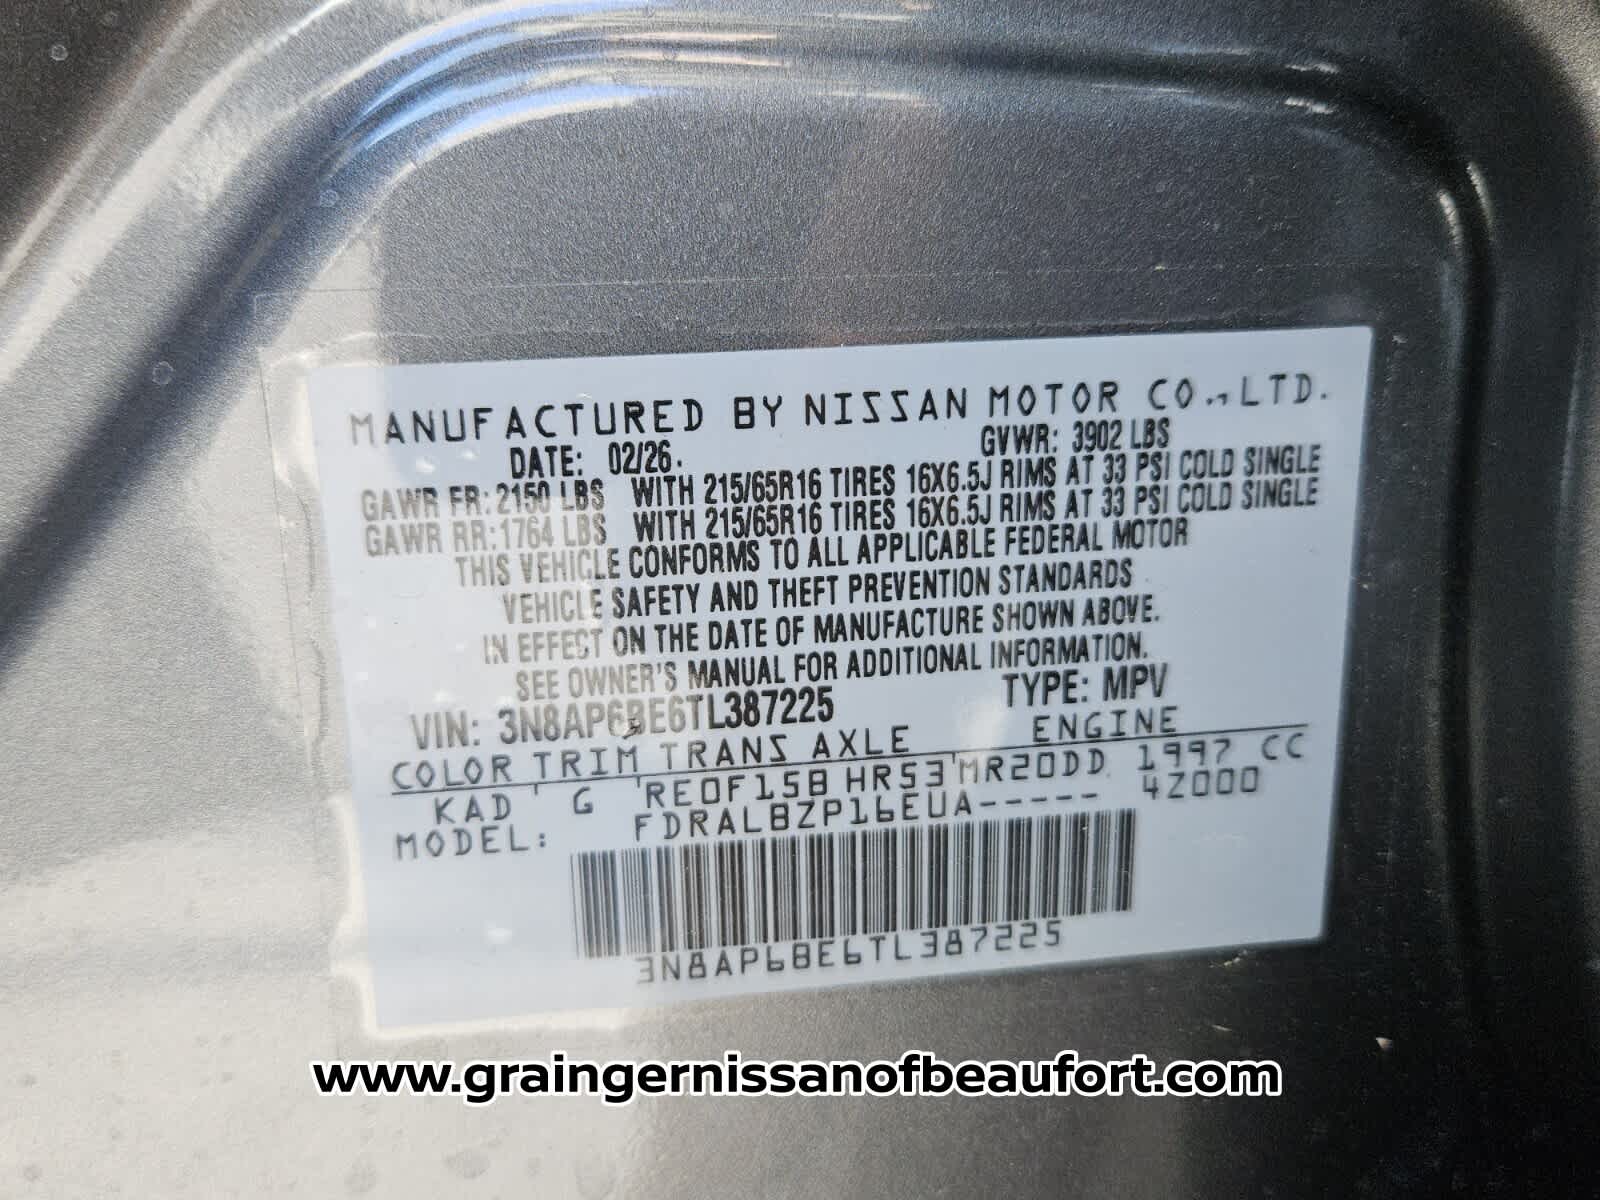 MANUFACTURED BY NISSAN MOTOR CO., LTD.
DATE: 02/26. GVWR: 3902 LBS
GAWR FR: 2150 LBS WITH 215/65R16 TIRES 16X6.5J RIMS AT 33 PSI COLD SINGLE
GAWR RR: 1764 LBS WITH 215/65R16 TIRES 16X6.5J RIMS AT 33 PSI COLD SINGLE
THIS VEHICLE CONFORMS TO ALL APPLICABLE FEDERAL MOTOR
VEHICLE SAFETY AND THEFT PREVENTION STANDARDS
IN EFFECT ON THE DATE OF MANUFACTURE SHOWN ABOVE.
SEE OWNER'S MANUAL FOR ADDITIONAL INFORMATION.
VIN: 3N8AP6BE6TL387225 TYPE: MPV
COLOR TRIM TRANS AXLE ENGINE
KAD G RE0F15B HR53 MR20DD 1997 CC
MODEL: FDRALBZP16EUA----- 42000
3N8AP6BE6TL387225
www.graingernissanofbeaufort.com